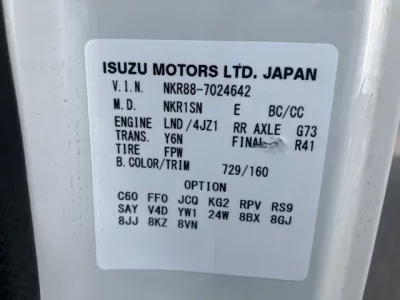 ISUZU MOTORS LTD. JAPAN
V.I.N. NKR88-7024642
M.D. NKR1SN E BC/CC
ENGINE LND/4JZ1 RR AXLE G73
TRANS. Y6N FINAL R41
TIRE FPW
B.COLOR/TRIM 729/160
OPTION
C60 FF0 JCQ KG2 RPV RS9
SAY V4D YW1 24W 8BX 8GJ
8JJ 8KZ 8VN